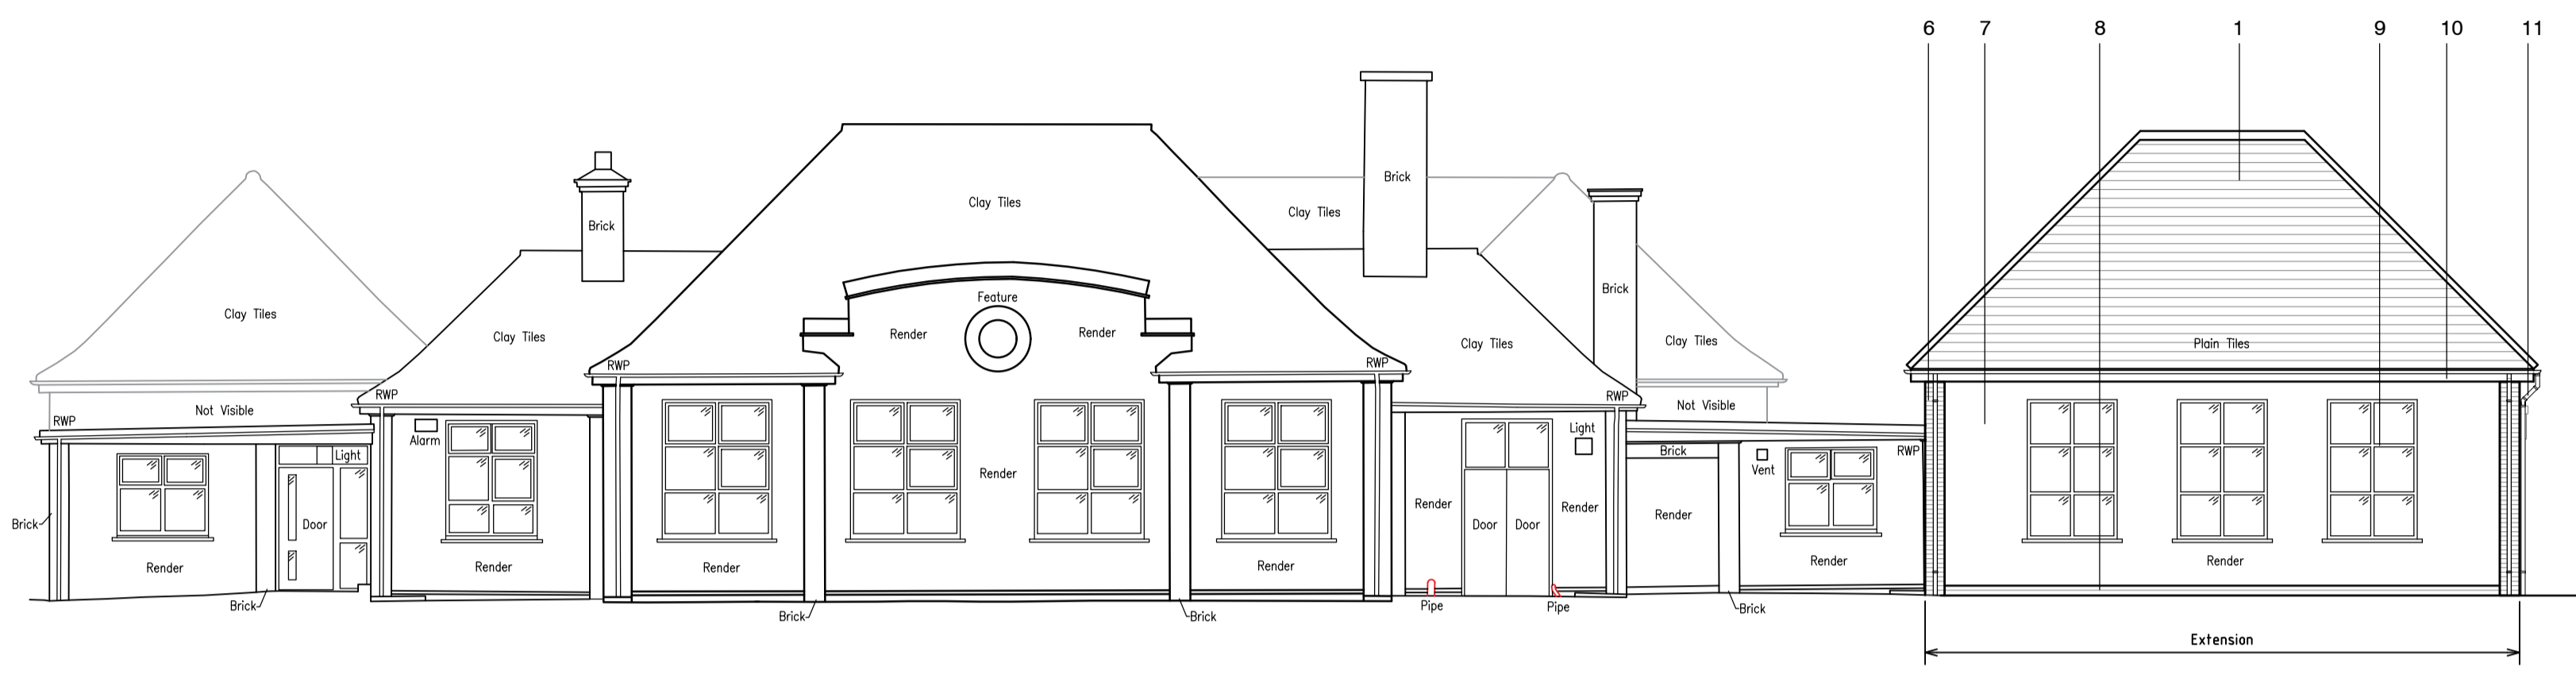 6 7 8 1 9 10 11
Brick
Brick
Clay Tiles
Clay Tiles
Brick
Feature
Clay Tiles
Render
Render
Clay Tiles
Clay Tiles
Clay Tiles
Plain Tiles
RWP
RWP
RWP
RWP
Not Visible
Not Visible
RWP
Alarm
Light
Light
Brick
RWP
Vent
Render
Brick
Door
Render
Door
Door
Render
Render
Render
Render
Render
Render
Render
Render
Brick
Brick
Brick
Pipe
Pipe
Brick
Extension